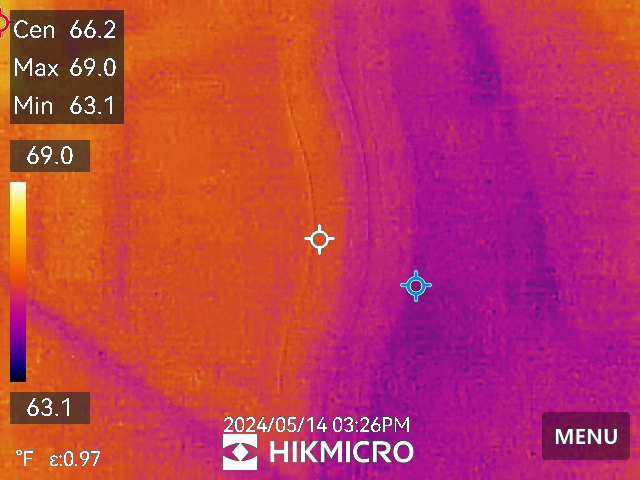 Cen 66.2
Max 69.0
Min 63.1
69.0
63.1
2024/05/14 03:26PM
HIKMICRO
MENU
°F ε:0.97